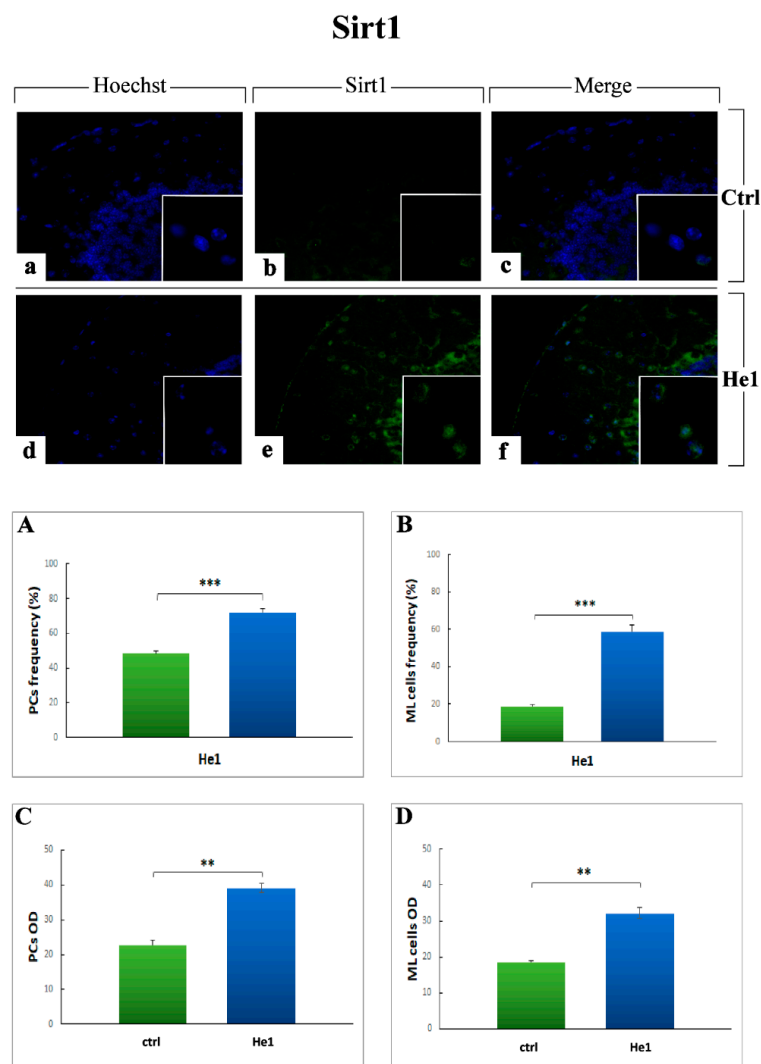 Sirt1
Hoechst Sirt1 Merge
Ctrl
a b c
He1
d e f
A
PCs frequency (%)
100
80
60
40
20
0
***
He1
B
ML cells frequency (%)
100
80
60
40
20
0
***
He1
C
PCs OD
50
40
30
20
10
0
**
ctrl He1
D
ML cells OD
50
40
30
20
10
0
**
ctrl He1